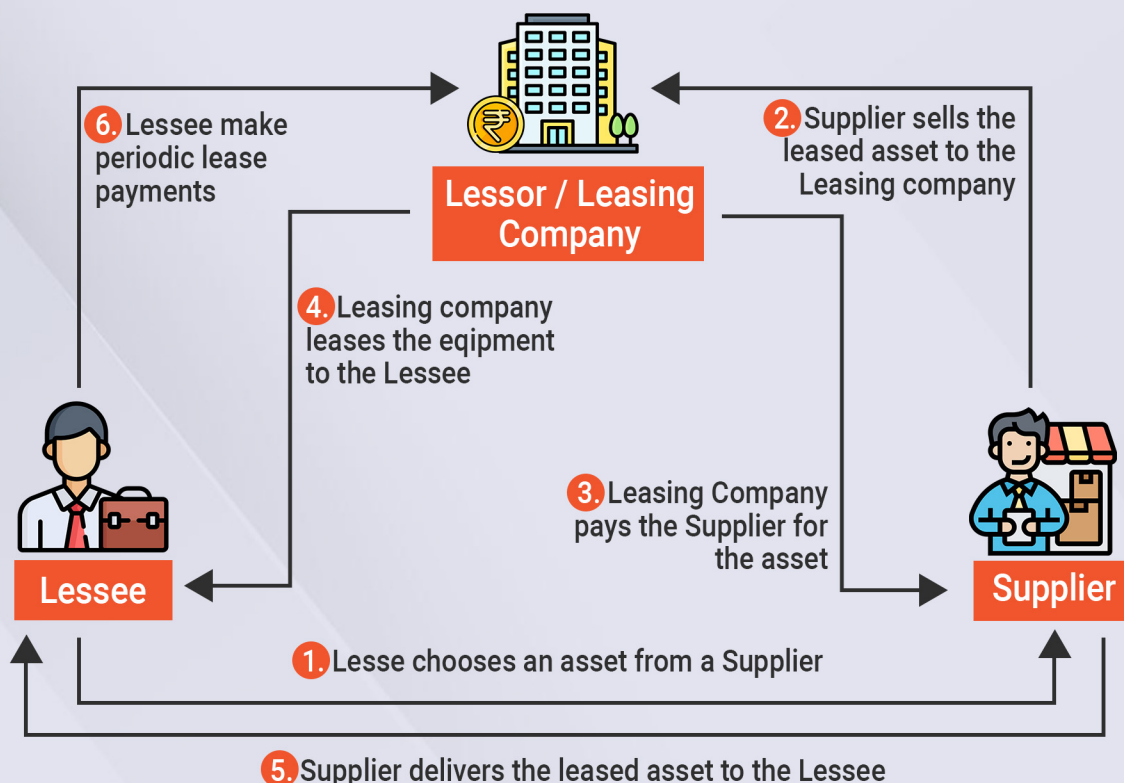 6. Lessee make
periodic lease
payments
2. Supplier sells the
leased asset to the
Leasing company
₹
Lessor / Leasing
Company
4. Leasing company
leases the eqipment
to the Lessee
3. Leasing Company
pays the Supplier for
the asset
Lessee
Supplier
1. Lesse chooses an asset from a Supplier
5. Supplier delivers the leased asset to the Lessee